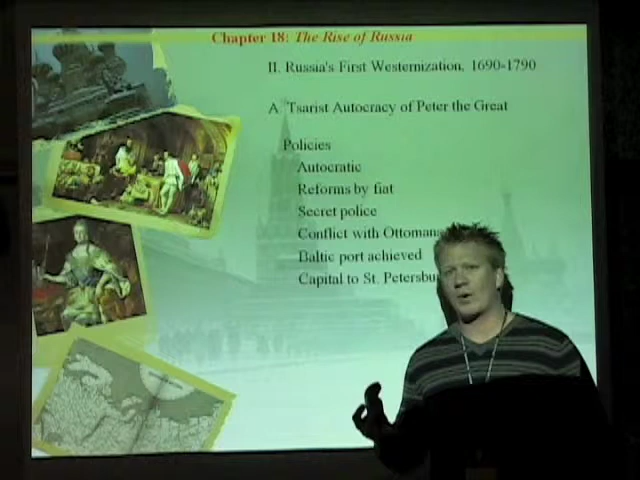 Chapter 18: The Rise of Russia
II. Russia's First Westernization, 1690-1790
A. Tsarist Autocracy of Peter the Great
Policies
Autocratic
Reforms by fiat
Secret police
Conflict with Ottoman
Baltic port achieved
Capital to St. Petersbu